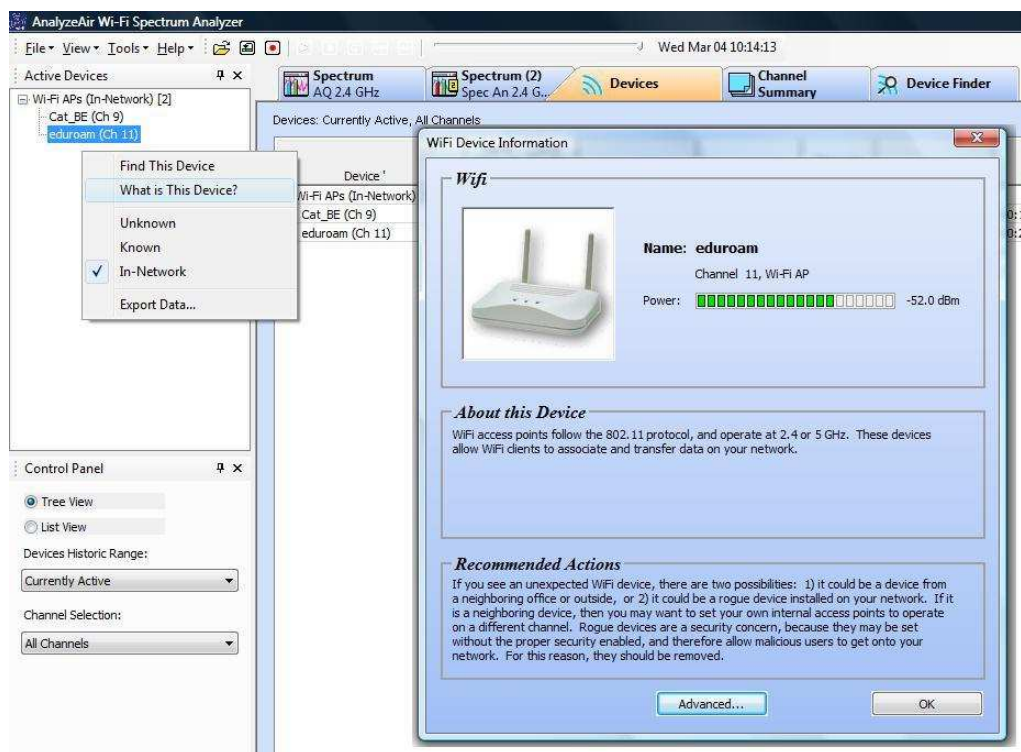 AnalyzeAir Wi-Fi Spectrum Analyzer
File View Tools Help
Wed Mar 04 10:14:13
Active Devices
Wi-Fi APs (In-Network) [2]
Cat_BE (Ch 9)
eduroam (Ch 11)
Find This Device
What is This Device?
Unknown
Known
In-Network
Export Data...
Control Panel
Tree View
List View
Devices Historic Range:
Currently Active
Channel Selection:
All Channels
Spectrum
AQ 2.4 GHz
Spectrum (2)
Spec An 2.4 G...
Devices
Channel
Summary
Device Finder
Devices: Currently Active, All Channels
Device '
Wi-Fi APs (In-Network)
Cat_BE (Ch 9)
eduroam (Ch 11)
WiFi Device Information
Wifi
Name: eduroam
Channel 11, Wi-Fi AP
Power: -52.0 dBm
About this Device
WiFi access points follow the 802.11 protocol, and operate at 2.4 or 5 GHz. These devices
allow WiFi clients to associate and transfer data on your network.
Recommended Actions
If you see an unexpected WiFi device, there are two possibilities: 1) it could be a device from
a neighboring office or outside, or 2) it could be a rogue device installed on your network. If it
is a neighboring device, then you may want to set your own internal access points to operate
on a different channel. Rogue devices are a security concern, because they may be set
without the proper security enabled, and therefore allow malicious users to get onto your
network. For this reason, they should be removed.
Advanced...
OK